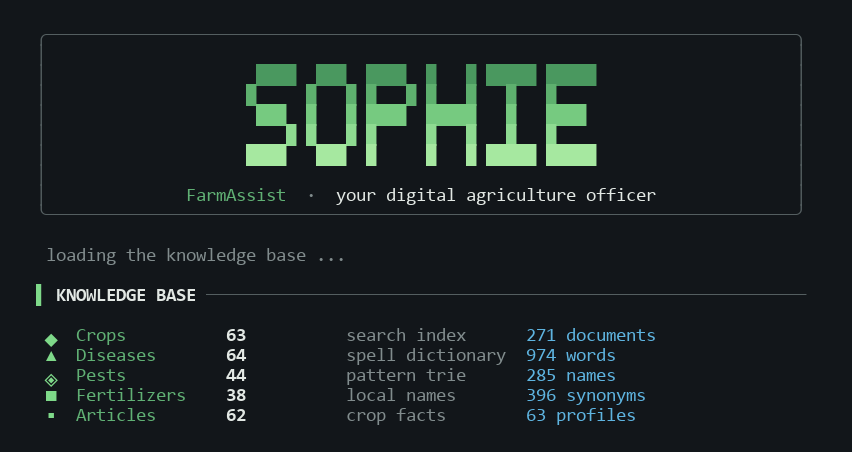 SOPHIE
FarmAssist · your digital agriculture officer
loading the knowledge base ...
KNOWLEDGE BASE
◆ Crops 63 search index 271 documents
▲ Diseases 64 spell dictionary 974 words
◈ Pests 44 pattern trie 285 names
■ Fertilizers 38 local names 396 synonyms
▪ Articles 62 crop facts 63 profiles